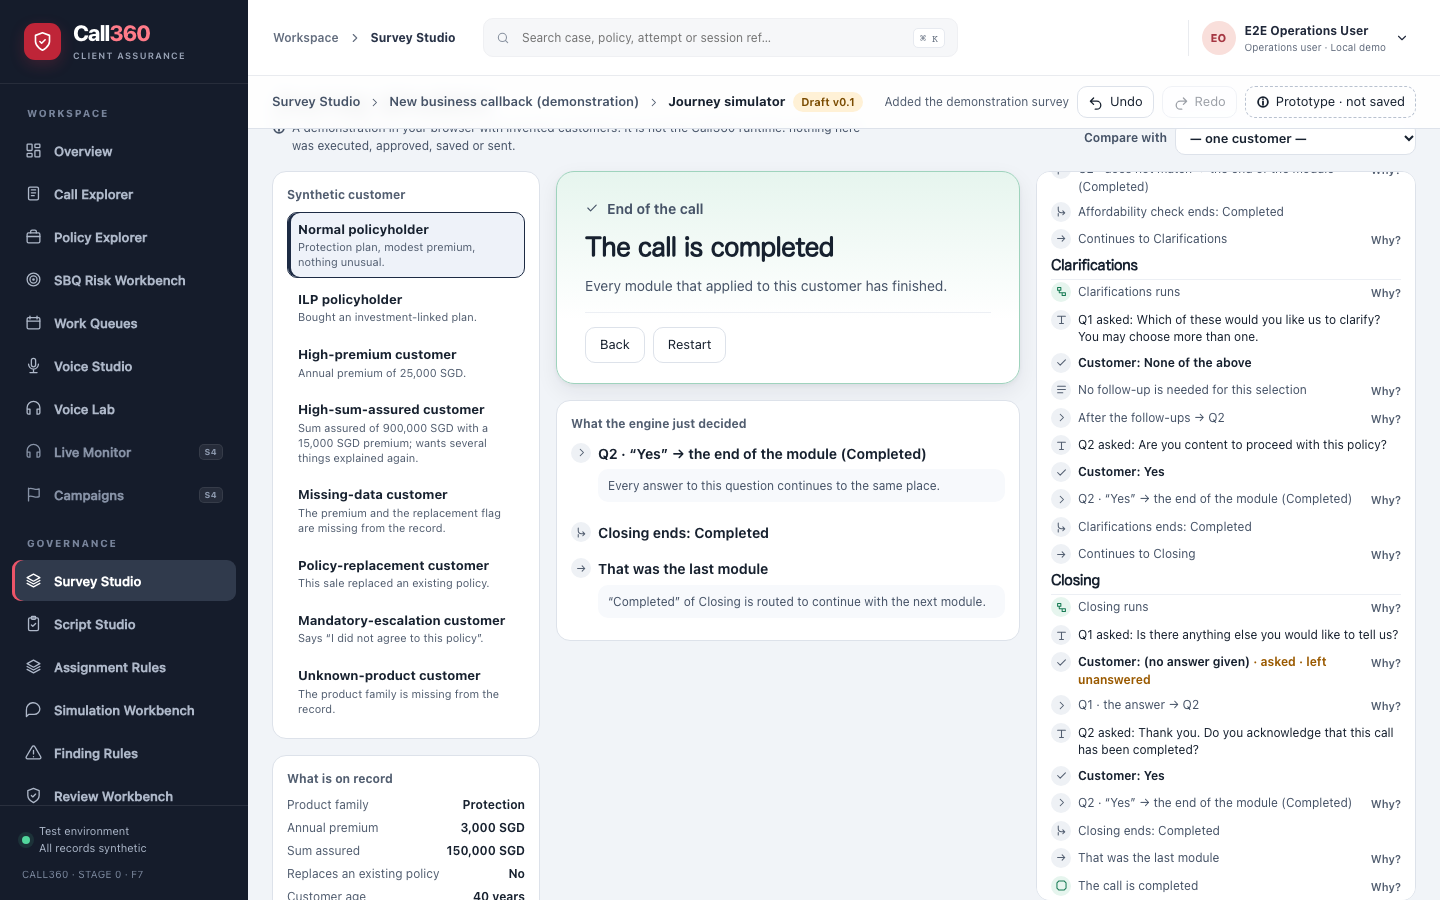 Call360
CLIENT ASSURANCE
WORKSPACE
Overview
Call Explorer
Policy Explorer
SBQ Risk Workbench
Work Queues
Voice Studio
Voice Lab
Live Monitor S4
Campaigns S4
GOVERNANCE
Survey Studio
Script Studio
Assignment Rules
Simulation Workbench
Finding Rules
Review Workbench
Test environment
All records synthetic
CALL360 · STAGE 0 · F7
Workspace > Survey Studio
Search case, policy, attempt or session ref...
⌘ K
EO
E2E Operations User
Operations user · Local demo
Survey Studio > New business callback (demonstration) > Journey simulator
Draft v0.1
Added the demonstration survey
Undo
Redo
Prototype · not saved
A demonstration in your browser with invented customers. It is not the Call360 runtime: nothing here
was executed, approved, saved or sent.
Compare with
— one customer —
Synthetic customer
Normal policyholder
Protection plan, modest premium,
nothing unusual.
ILP policyholder
Bought an investment-linked plan.
High-premium customer
Annual premium of 25,000 SGD.
High-sum-assured customer
Sum assured of 900,000 SGD with a
15,000 SGD premium; wants several
things explained again.
Missing-data customer
The premium and the replacement flag
are missing from the record.
Policy-replacement customer
This sale replaced an existing policy.
Mandatory-escalation customer
Says “I did not agree to this policy”.
Unknown-product customer
The product family is missing from the
record.
What is on record
Product family Protection
Annual premium 3,000 SGD
Sum assured 150,000 SGD
Replaces an existing policy No
Customer age 40 years
End of the call
The call is completed
Every module that applied to this customer has finished.
Back
Restart
What the engine just decided
Q2 · “Yes” → the end of the module (Completed)
Every answer to this question continues to the same place.
Closing ends: Completed
That was the last module
“Completed” of Closing is routed to continue with the next module.
(Completed)
Affordability check ends: Completed
Continues to Clarifications Why?
Clarifications
Clarifications runs Why?
Q1 asked: Which of these would you like us to clarify?
You may choose more than one.
Customer: None of the above
No follow-up is needed for this selection Why?
After the follow-ups → Q2 Why?
Q2 asked: Are you content to proceed with this policy?
Customer: Yes
Q2 · “Yes” → the end of the module (Completed) Why?
Clarifications ends: Completed
Continues to Closing Why?
Closing
Closing runs Why?
Q1 asked: Is there anything else you would like to tell us?
Customer: (no answer given) · asked · left Why?
unanswered
Q1 · the answer → Q2 Why?
Q2 asked: Thank you. Do you acknowledge that this call
has been completed?
Customer: Yes
Q2 · “Yes” → the end of the module (Completed) Why?
Closing ends: Completed
That was the last module Why?
The call is completed Why?